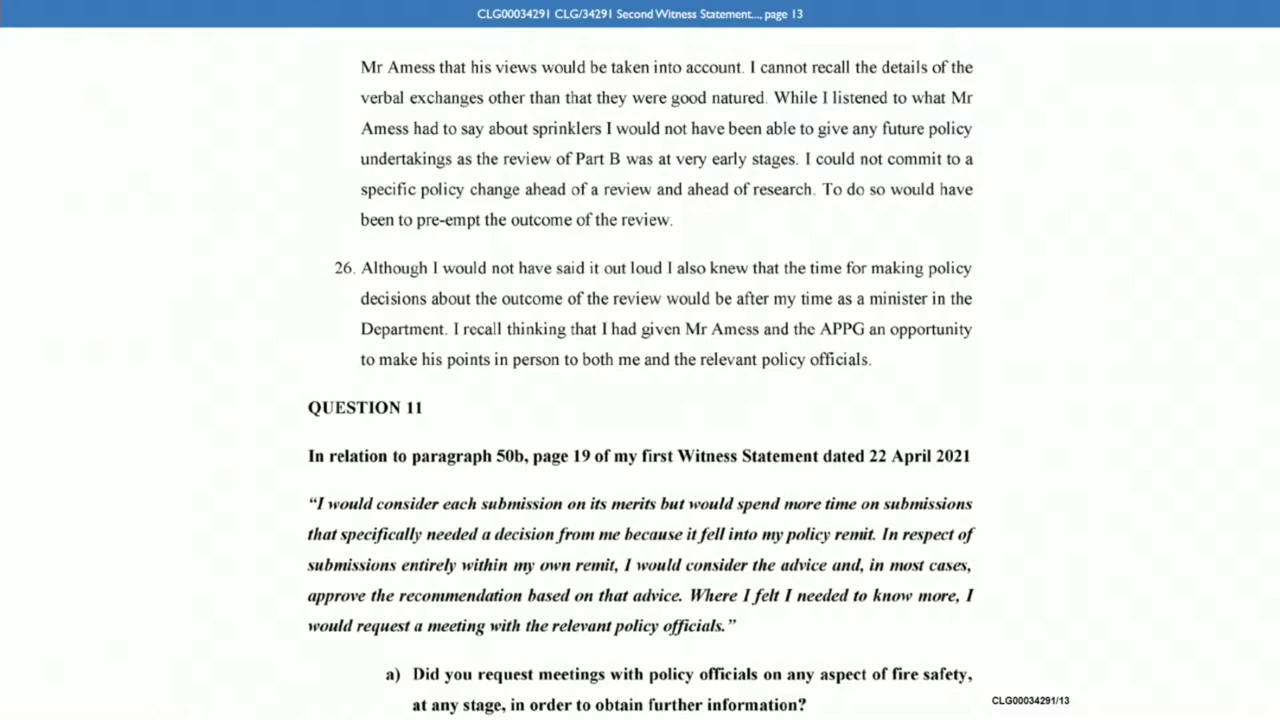 CLG00034291 CLG/34291 Second Witness Statement..., page 13
Mr Amess that his views would be taken into account. I cannot recall the details of the
verbal exchanges other than that they were good natured. While I listened to what Mr
Amess had to say about sprinklers I would not have been able to give any future policy
undertakings as the review of Part B was at very early stages. I could not commit to a
specific policy change ahead of a review and ahead of research. To do so would have
been to pre-empt the outcome of the review.
26. Although I would not have said it out loud I also knew that the time for making policy
decisions about the outcome of the review would be after my time as a minister in the
Department. I recall thinking that I had given Mr Amess and the APPG an opportunity
to make his points in person to both me and the relevant policy officials.
QUESTION 11
In relation to paragraph 50b, page 19 of my first Witness Statement dated 22 April 2021
“I would consider each submission on its merits but would spend more time on submissions
that specifically needed a decision from me because it fell into my policy remit. In respect of
submissions entirely within my own remit, I would consider the advice and, in most cases,
approve the recommendation based on that advice. Where I felt I needed to know more, I
would request a meeting with the relevant policy officials.”
a) Did you request meetings with policy officials on any aspect of fire safety,
at any stage, in order to obtain further information?
CLG00034291/13